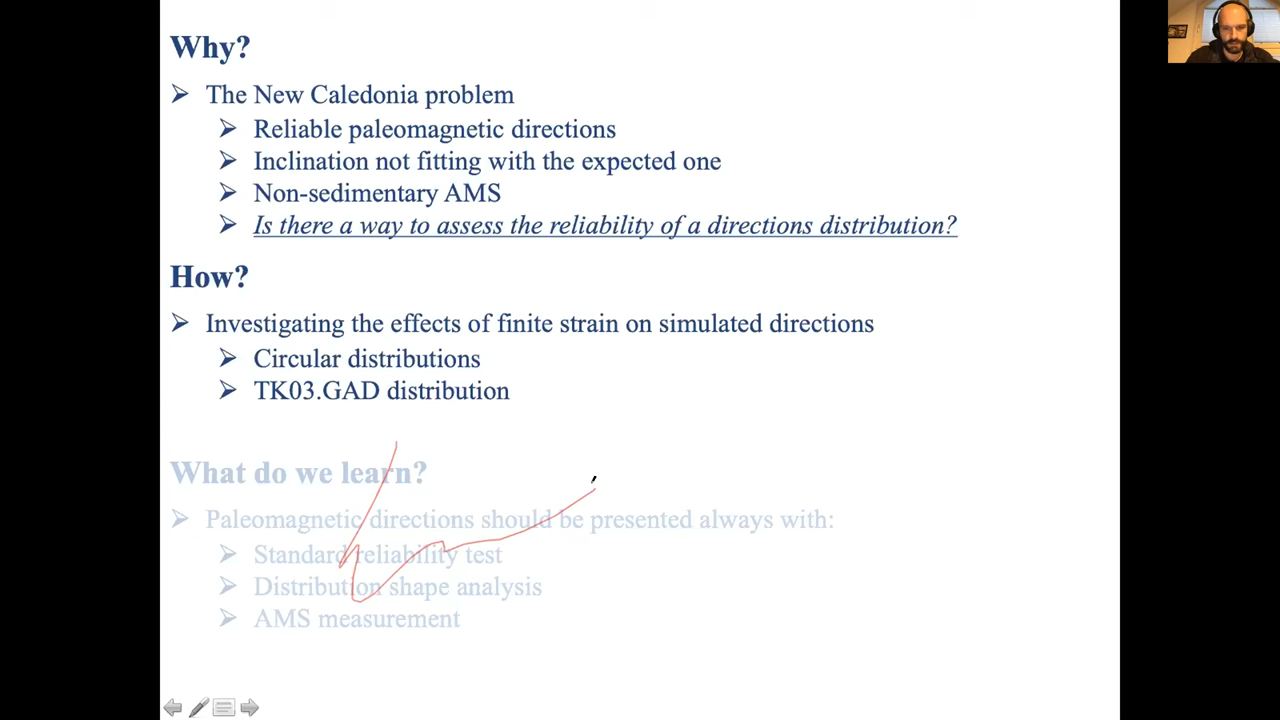 Why?
The New Caledonia problem
Reliable paleomagnetic directions
Inclination not fitting with the expected one
Non-sedimentary AMS
Is there a way to assess the reliability of a directions distribution?
How?
Investigating the effects of finite strain on simulated directions
Circular distributions
TK03.GAD distribution
What do we learn?
Paleomagnetic directions should be presented always with:
Standard reliability test
Distribution shape analysis
AMS measurement